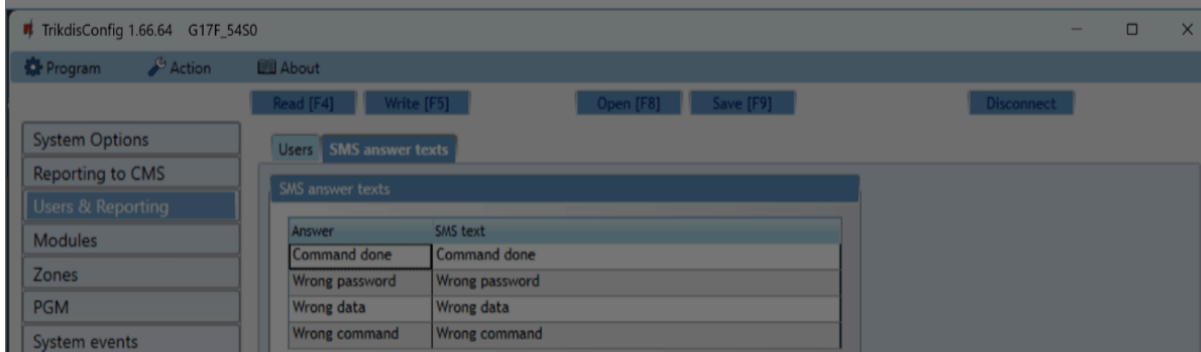 TrikdisConfig 1.66.64 G17F_54S0
Program Action About
Read [F4] Write [F5] Open [F8] Save [F9] Disconnect
System Options
Reporting to CMS
Users & Reporting
Modules
Zones
PGM
System events
Users SMS answer texts
SMS answer texts
Answer SMS text
Command done Command done
Wrong password Wrong password
Wrong data Wrong data
Wrong command Wrong command